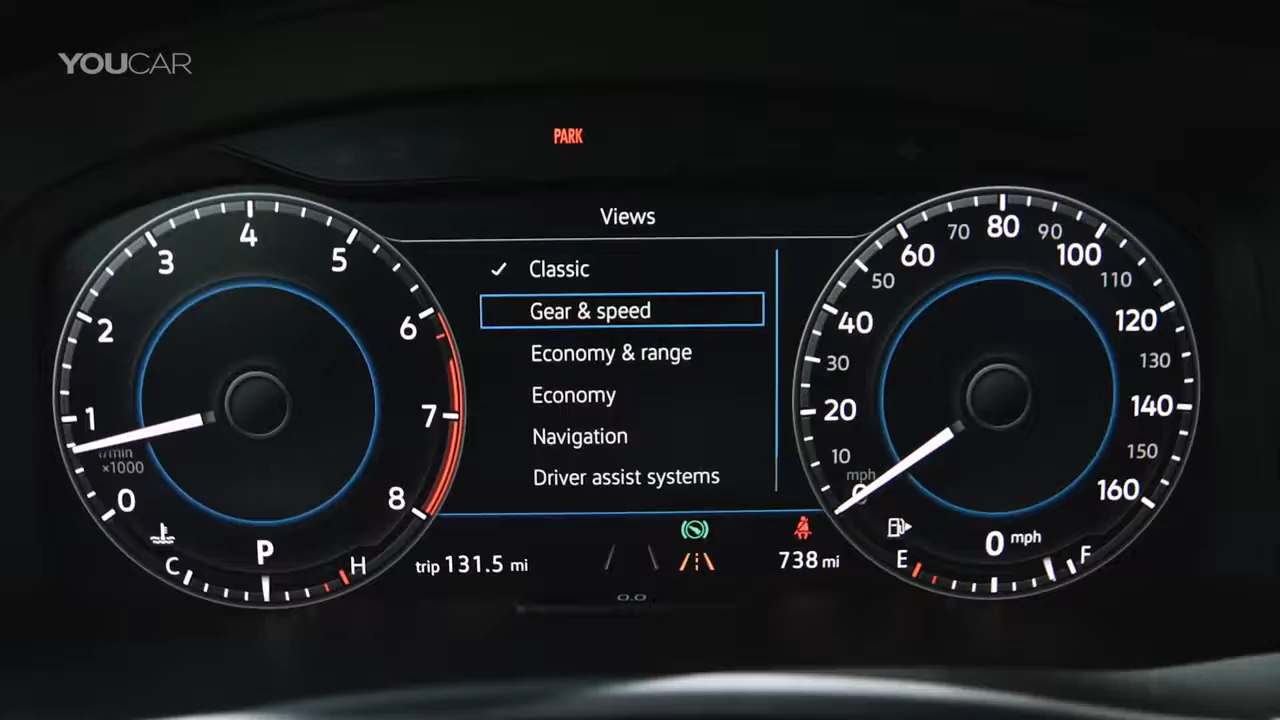 YOUCAR
PARK
Views
✓ Classic
Gear & speed
Economy & range
Economy
Navigation
Driver assist systems
0 1 2 3 4 5 6 7 8
×1000
C P H
trip 131.5 mi
0.0
738 mi
0 10 20 30 40 50 60 70 80 90 100 110 120 130 140 150 160
mph
E 0 mph F